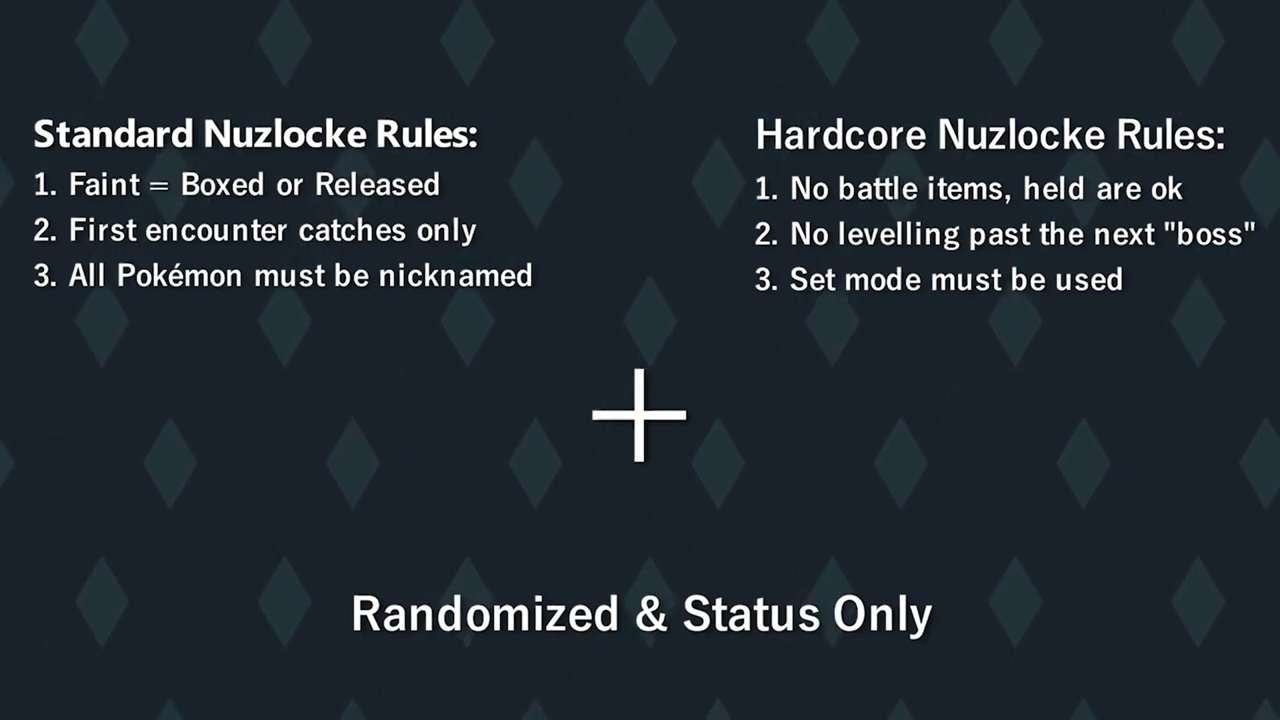 Standard Nuzlocke Rules:
1. Faint = Boxed or Released
2. First encounter catches only
3. All Pokémon must be nicknamed
Hardcore Nuzlocke Rules:
1. No battle items, held are ok
2. No levelling past the next "boss"
3. Set mode must be used
+
Randomized & Status Only